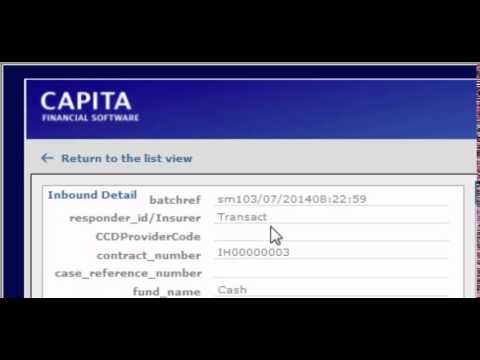 CAPITA
FINANCIAL SOFTWARE
← Return to the list view
Inbound Detail
batchref sm103/07/201408:22:59
responder_id/Insurer Transact
CCDProviderCode
contract_number IH00000003
case_reference_number
fund_name Cash